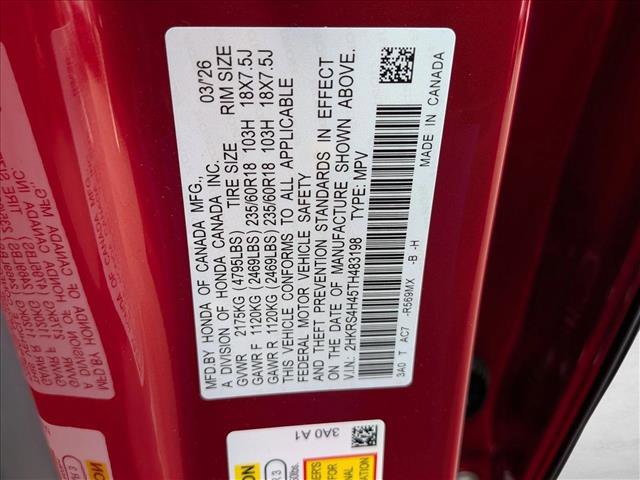 MFD.BY HONDA OF CANADA MFG., 03/'26
A DIVISION OF HONDA CANADA INC.
TIRE SIZE RIM SIZE
GVWR 2175KG (4795LBS)
GAWR F 1120KG (2469LBS) 235/60R18 103H 18X7.5J
GAWR R 1120KG (2469LBS) 235/60R18 103H 18X7.5J
THIS VEHICLE CONFORMS TO ALL APPLICABLE
FEDERAL MOTOR VEHICLE SAFETY
AND THEFT PREVENTION STANDARDS IN EFFECT
ON THE DATE OF MANUFACTURE SHOWN ABOVE.
V.I.N: 2HKRS4H45TH483198 TYPE: MPV
3A0 T AC7 -R569MX -B -H MADE IN CANADA
3A0 A1